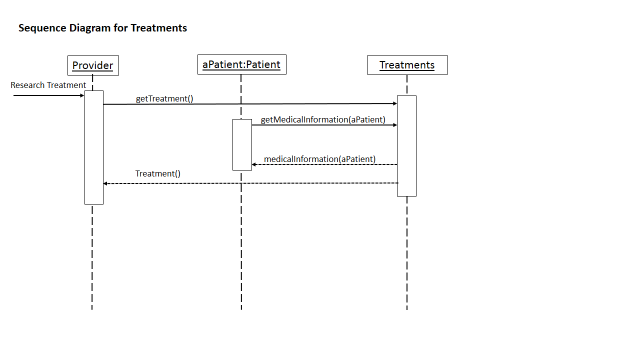 Sequence Diagram for Treatments
Provider
aPatient:Patient
Treatments
Research Treatment
getTreatment()
getMedicalInformation(aPatient)
medicalInformation(aPatient)
Treatment()